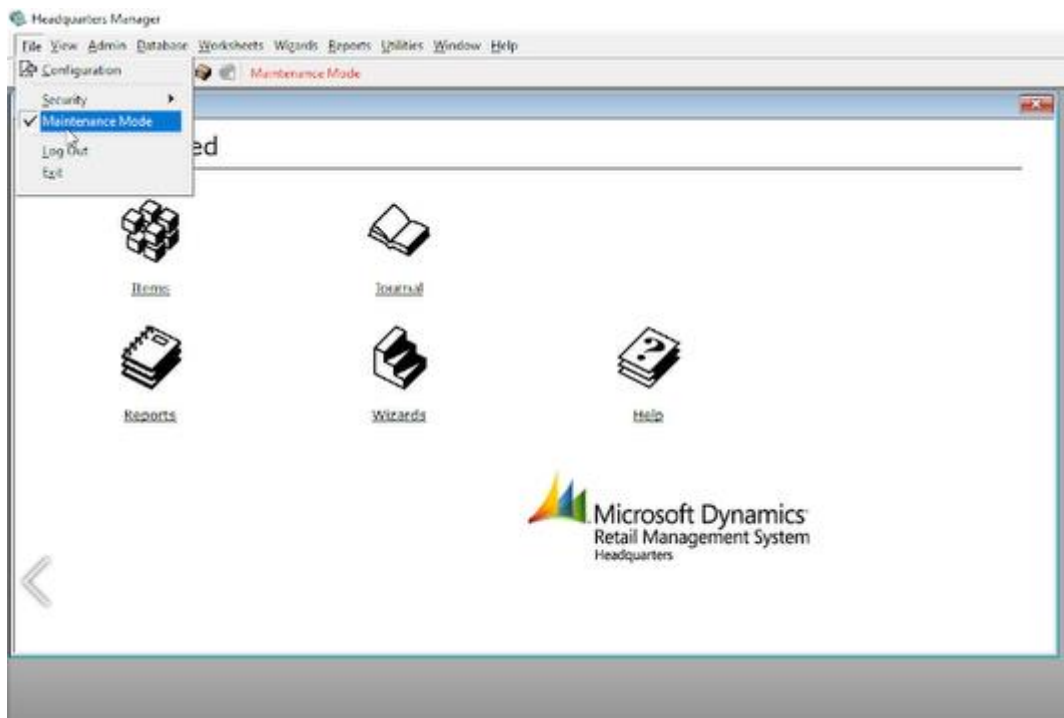 Headquarters Manager
File View Admin Database Worksheets Wizards Reports Utilities Window Help
Configuration
Maintenance Mode
Security
Maintenance Mode
Log Out
Exit
ed
Items Journal
Reports Wizards Help
Microsoft Dynamics
Retail Management System
Headquarters